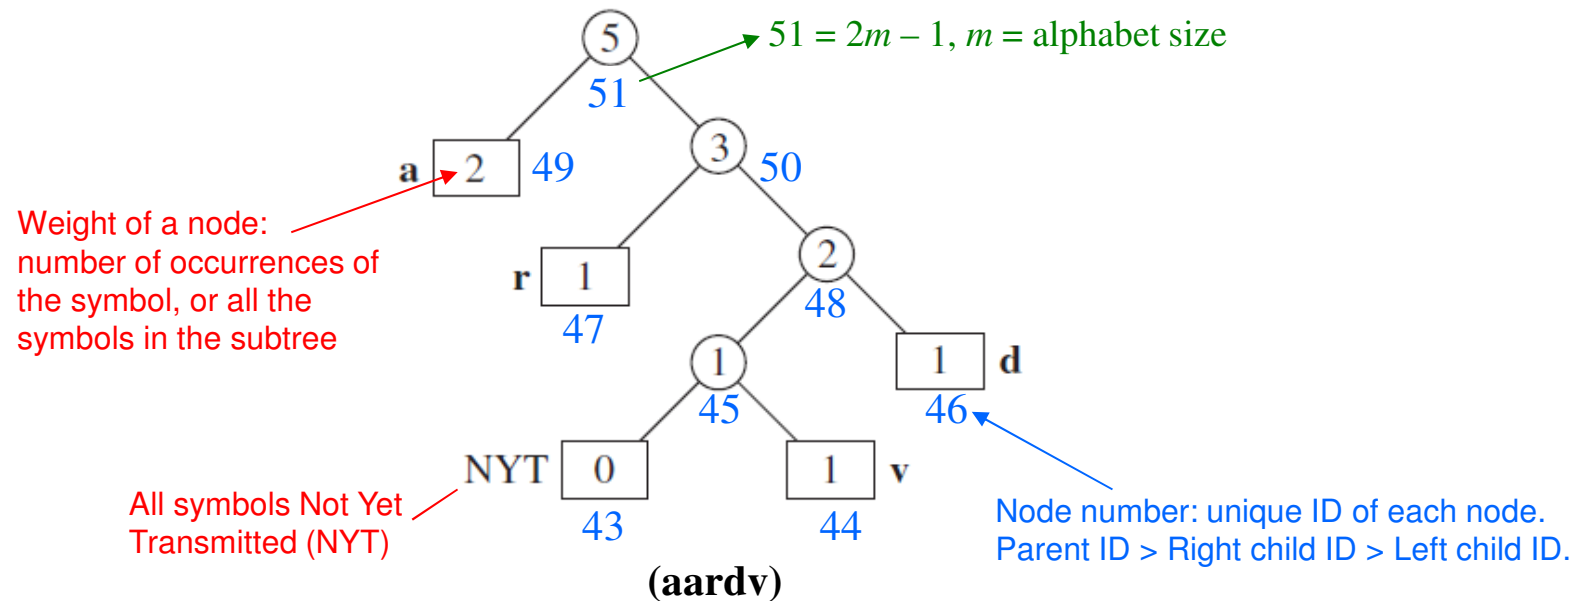 5
51 = 2m – 1, m = alphabet size
51
3
a
2
49
50
Weight of a node:
number of occurrences of
the symbol, or all the
symbols in the subtree
2
r
1
48
47
1
1
d
45
46
NYT
0
1
v
All symbols Not Yet
Transmitted (NYT)
43
44
Node number: unique ID of each node.
Parent ID > Right child ID > Left child ID.
(aardv)